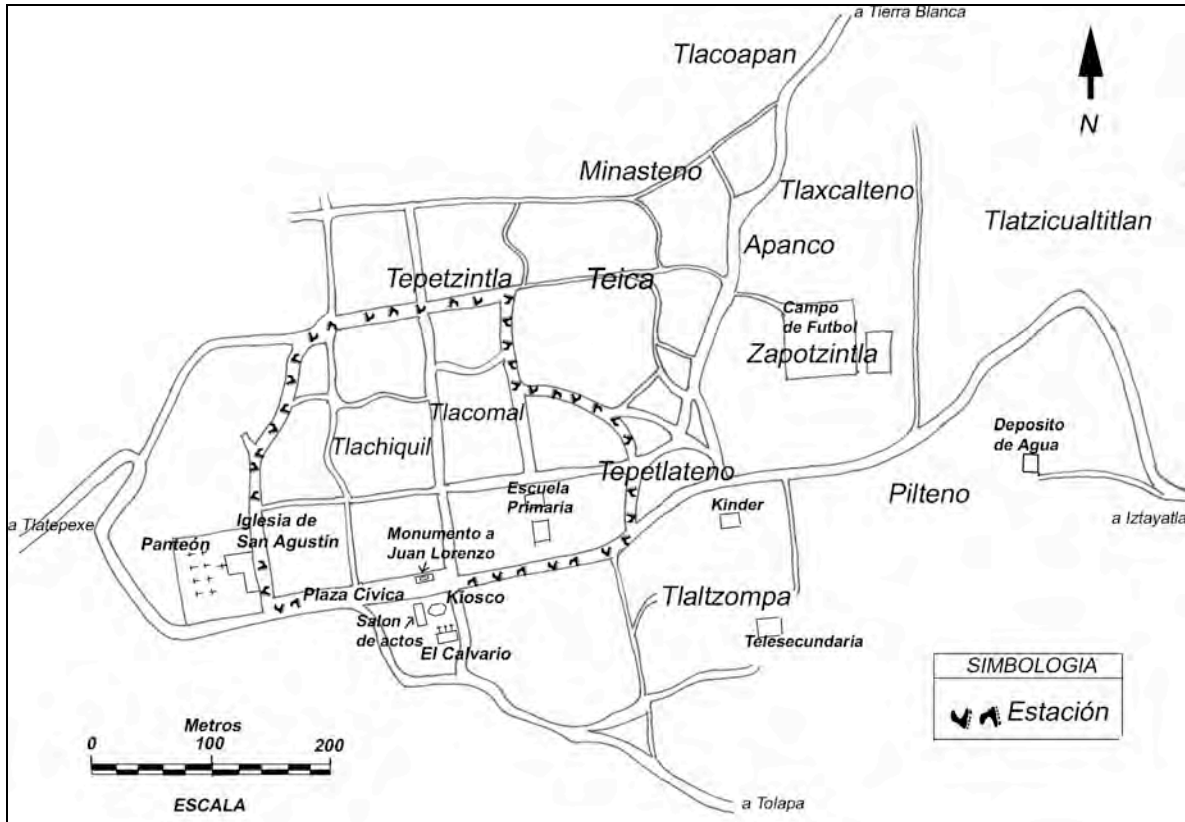 a Tierra Blanca
Tlacoapan
N
Minasteno
Tlaxcalteno
Tlatzicualtitlan
Apanco
Tepetzintla
Teica
Campo
de Futbol
Zapotzintla
Tlacomal
Tlachiquil
Deposito
de Agua
Tepetlateno
Pilteno
Escuela
Primaria
Kinder
a Iztayatla
a Tlatepexe
Iglesia de
San Agustín
Panteón
Monumento a
Juan Lorenzo
Plaza Civica
Kiosco
Tlaltzompa
Salon
de actos
El Calvario
Telesecundaria
SIMBOLOGIA
Estación
Metros
0 100 200
ESCALA
a Tolapa